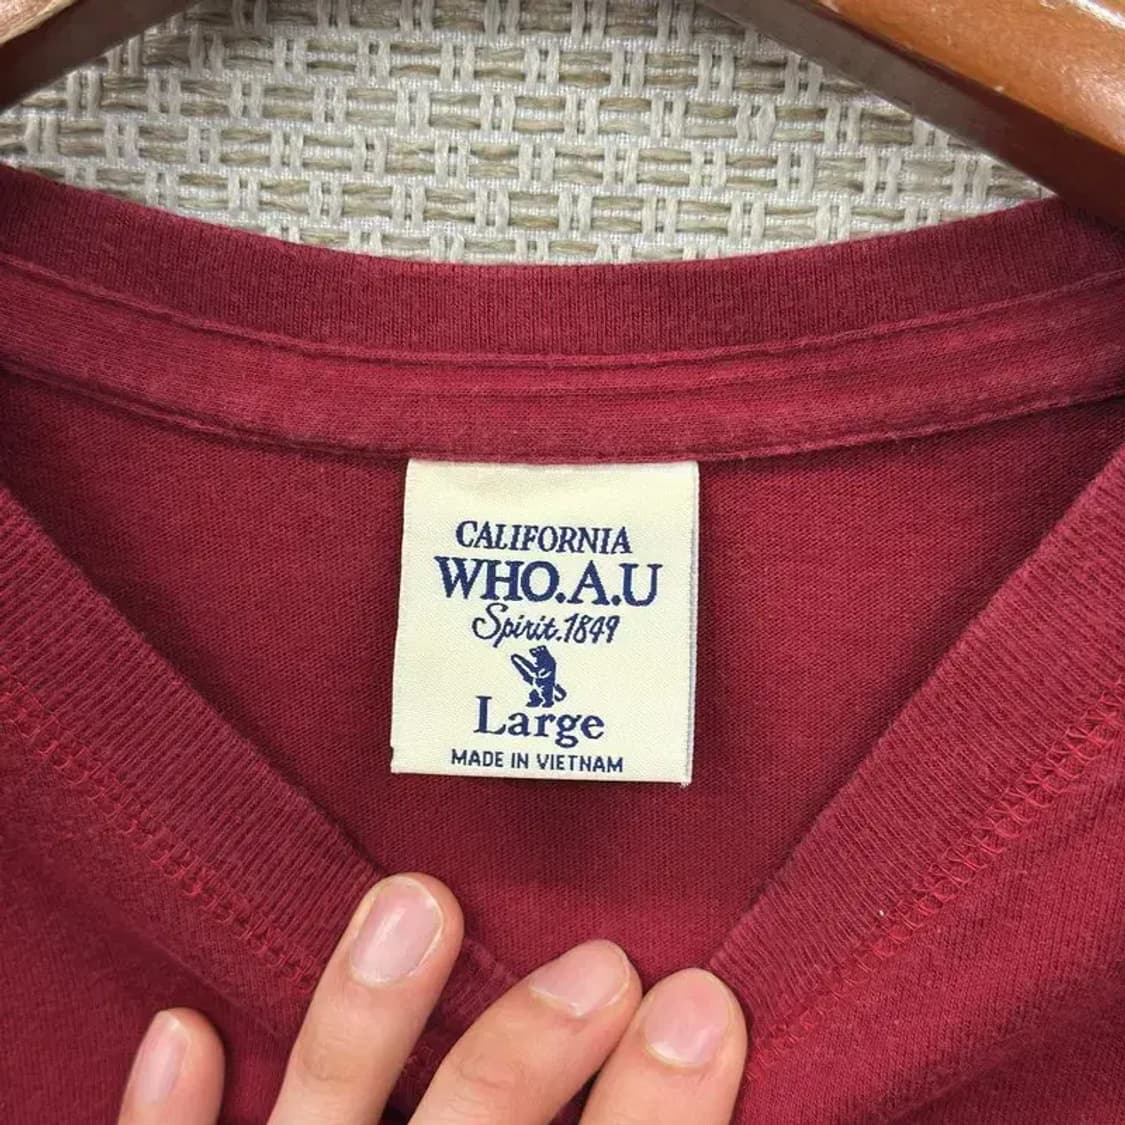 CALIFORNIA
WHO.A.U
Spirit.1849
Large
MADE IN VIETNAM